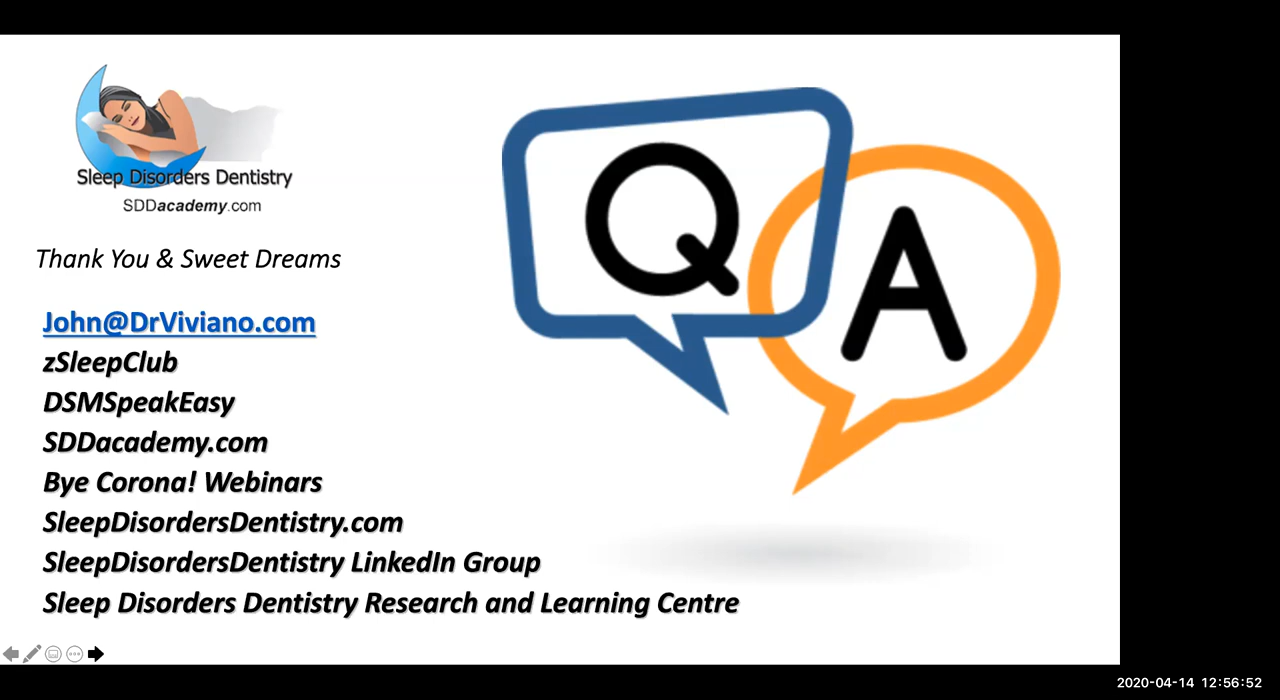 Sleep Disorders Dentistry
SDDacademy.com
Thank You & Sweet Dreams
John@DrViviano.com
zSleepClub
DSMSpeakEasy
SDDacademy.com
Bye Corona! Webinars
SleepDisordersDentistry.com
SleepDisordersDentistry LinkedIn Group
Sleep Disorders Dentistry Research and Learning Centre
Q
A
2020-04-14 12:56:52